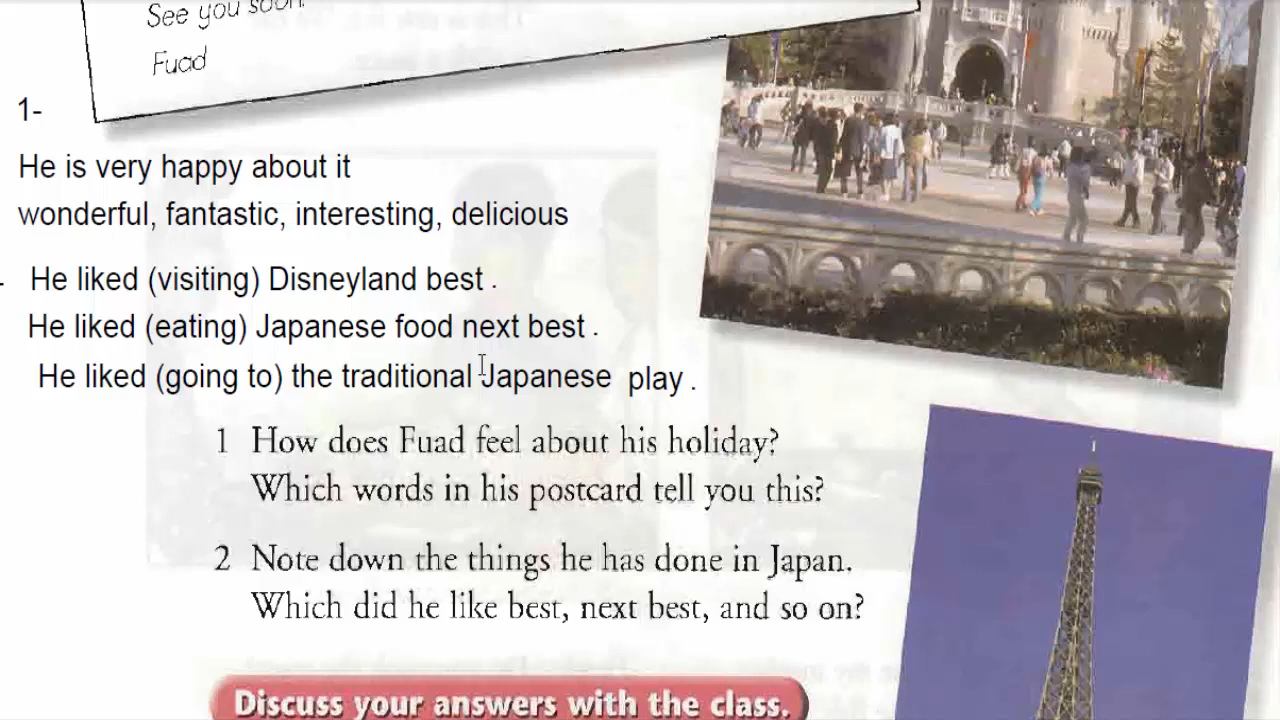 See you soon.
Fuad
1-
He is very happy about it
wonderful, fantastic, interesting, delicious
- He liked (visiting) Disneyland best .
He liked (eating) Japanese food next best .
He liked (going to) the traditional Japanese play .
1 How does Fuad feel about his holiday?
Which words in his postcard tell you this?
2 Note down the things he has done in Japan.
Which did he like best, next best, and so on?
Discuss your answers with the class.